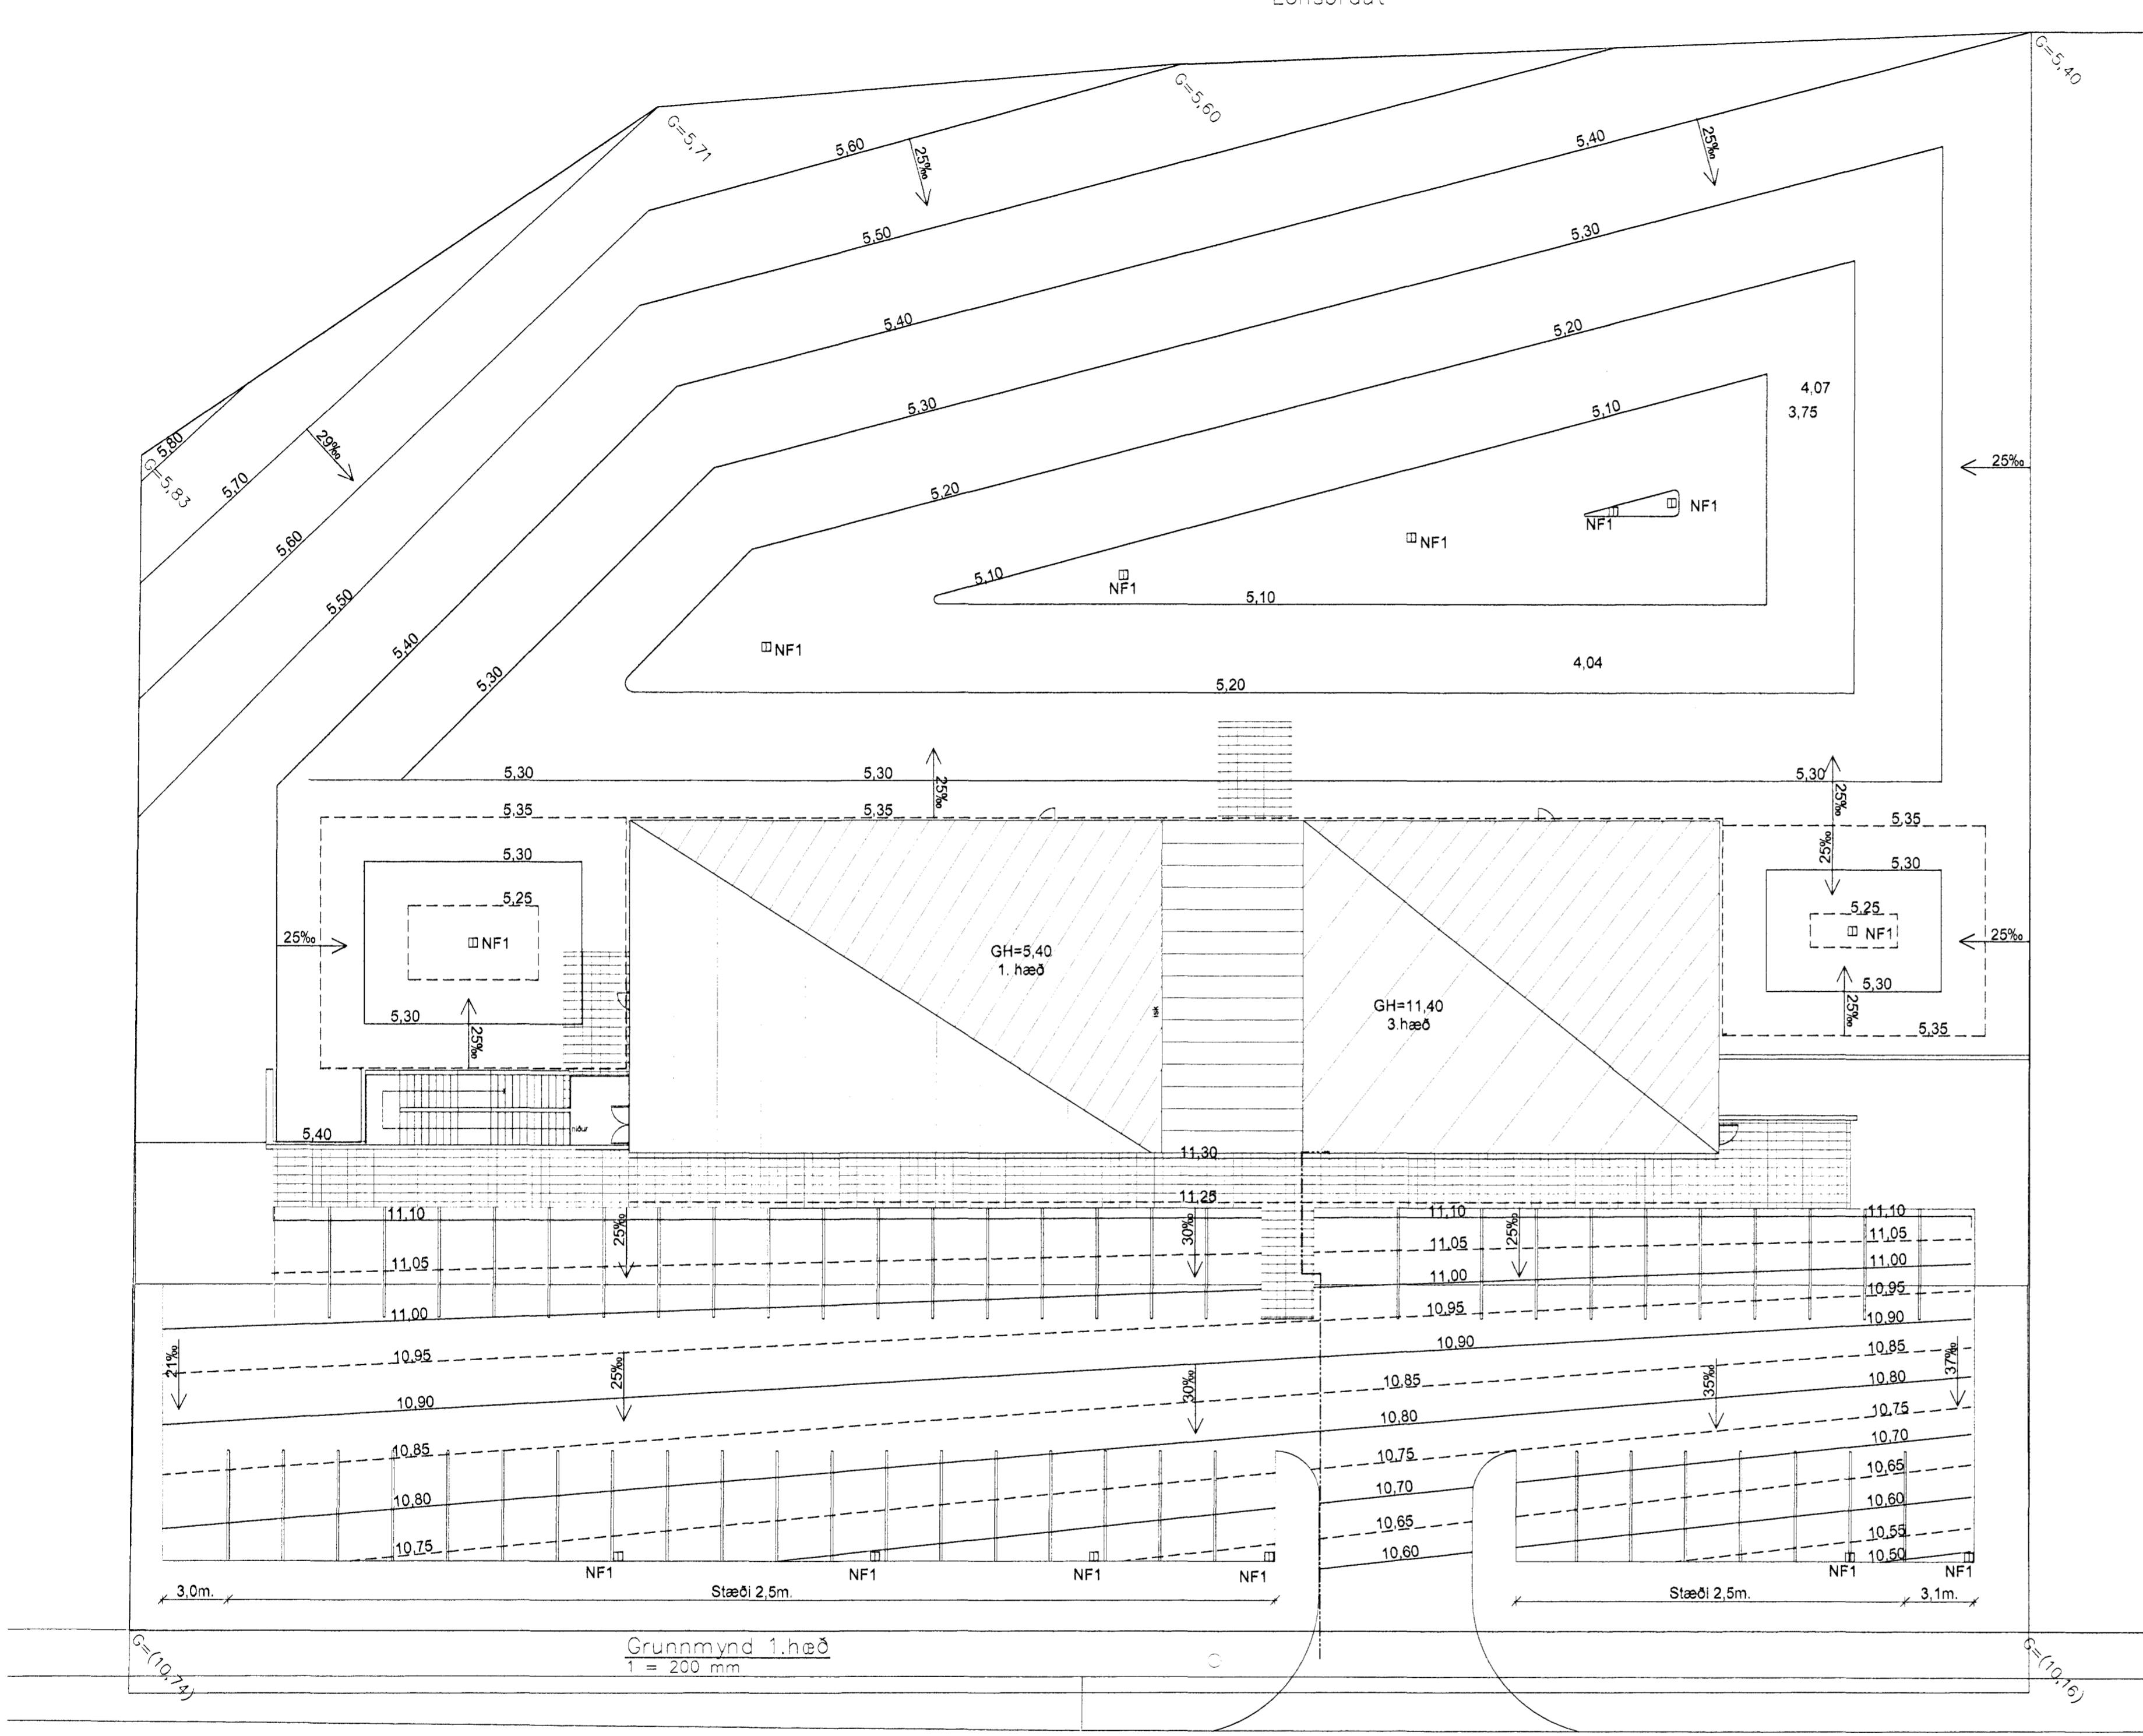 G=5,40
G=5,60
G=5,71
5,60
25‰
5,40
25‰
5,50
5,30
5,40
5,20
5,30
5,10
4,07
3,75
5,80
G=5,83
29‰
5,70
5,20
25‰
NF1
NF1
NF1
5,60
5,10
NF1
5,10
5,50
5,40
NF1
5,30
4,04
5,20
5,30
5,30
5,30
25‰
25‰
5,35
5,35
5,35
25‰
5,30
5,30
5,25
5,25
NF1
NF1
25‰
25‰
GH=5,40
1. hæð
GH=11,40
3.hæð
5,30
5,30
25‰
25‰
5,35
niður
5,40
11,30
11,25
11,10
11,10
11,10
25‰
30‰
25‰
11,05
11,05
11,05
11,00
11,00
11,00
10,95
10,95
10,95
10,90
10,90
10,90
21‰
25‰
30‰
35‰
37‰
10,85
10,85
10,85
10,80
10,80
10,80
10,75
10,75
10,75
10,70
10,70
10,65
10,65
10,60
10,60
10,55
10,50
NF1
NF1
NF1
NF1
NF1
NF1
3,0m.
Stæði 2,5m.
Stæði 2,5m.
3,1m.
G=(10,74)
Grunnmynd 1.hæð
1 = 200 mm
G=(10,16)